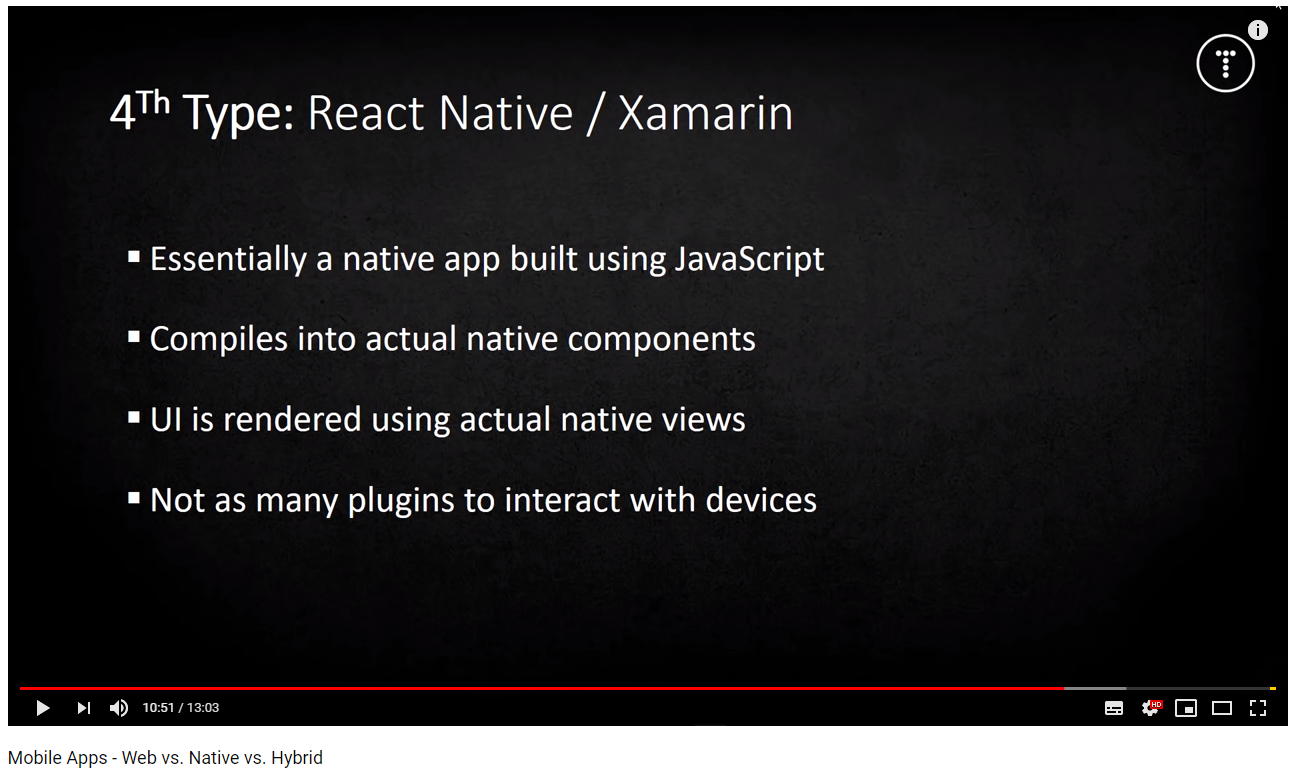 4Th Type: React Native / Xamarin
▪ Essentially a native app built using JavaScript
▪ Compiles into actual native components
▪ UI is rendered using actual native views
▪ Not as many plugins to interact with devices
10:51 / 13:03
HD
Mobile Apps - Web vs. Native vs. Hybrid